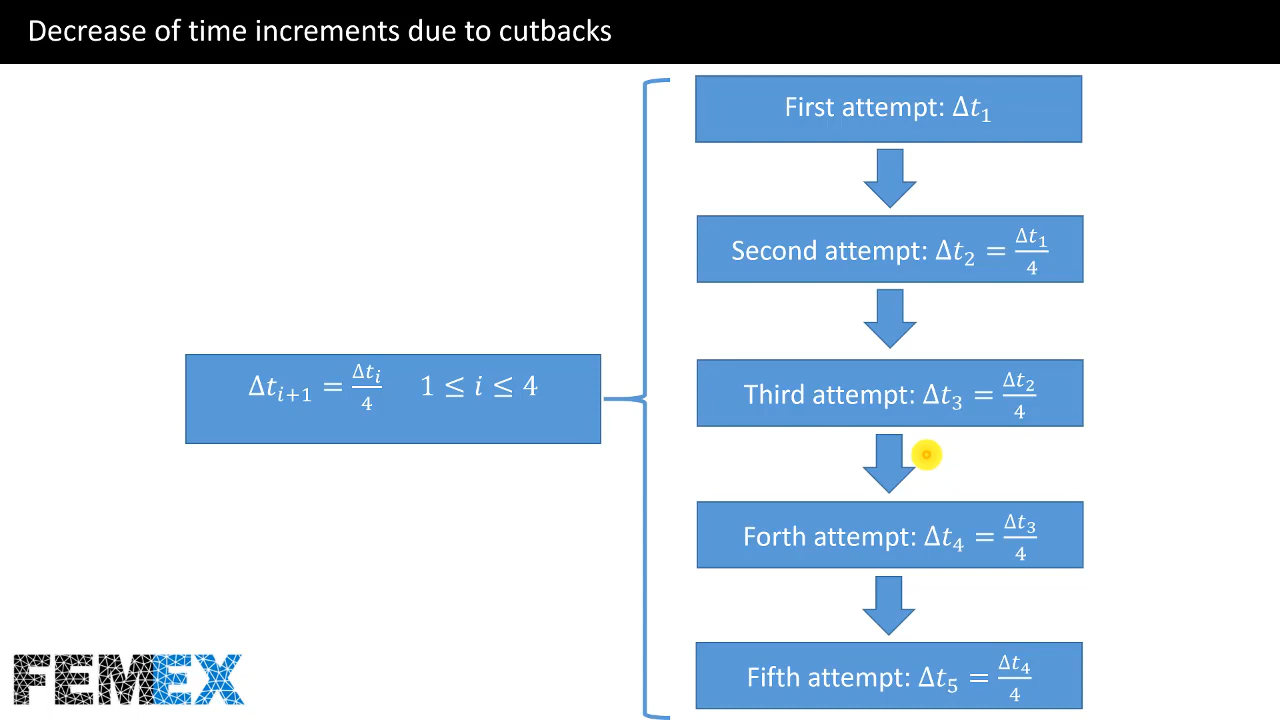 Decrease of time increments due to cutbacks
First attempt: Δt₁
Second attempt: Δt₂ = Δt₁/4
Third attempt: Δt₃ = Δt₂/4
Δtᵢ₊₁ = Δtᵢ/4 1 ≤ i ≤ 4
Forth attempt: Δt₄ = Δt₃/4
Fifth attempt: Δt₅ = Δt₄/4
FEMEX